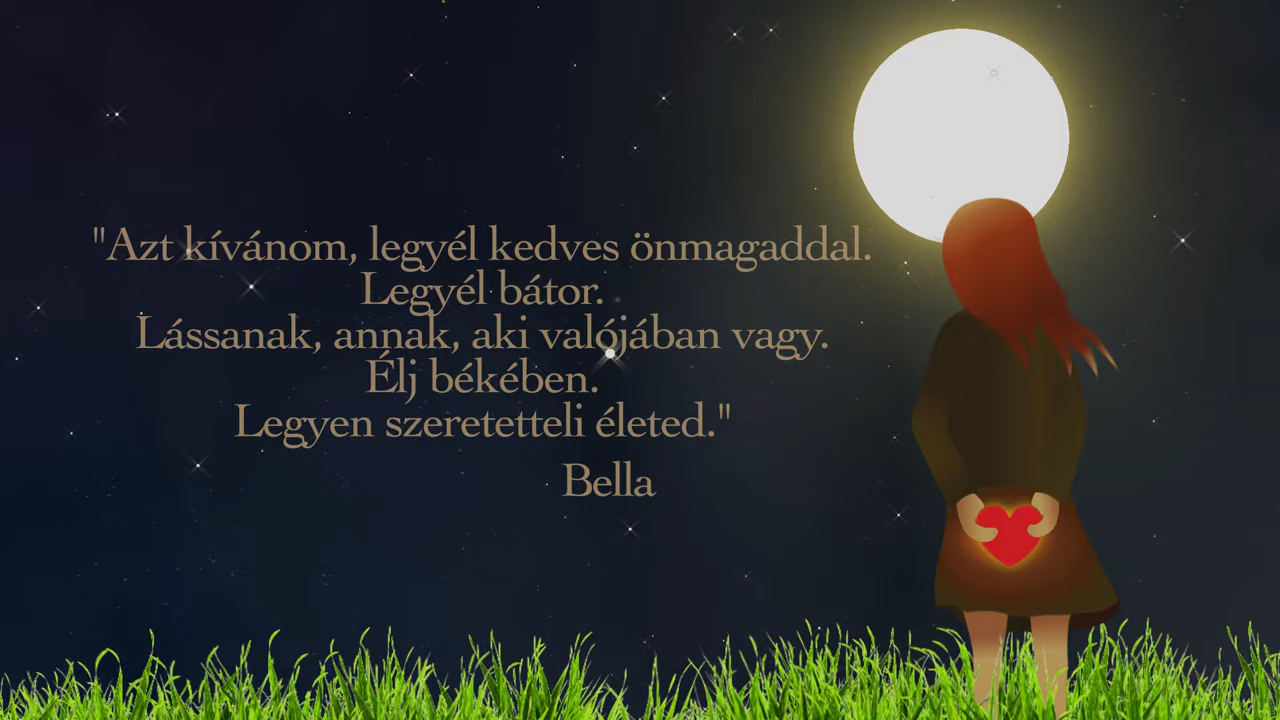 "Azt kívánom, legyél kedves önmagaddal.
Legyél bátor.
Lássanak, annak, aki valójában vagy.
Élj békében.
Legyen szeretetteli életed."
Bella